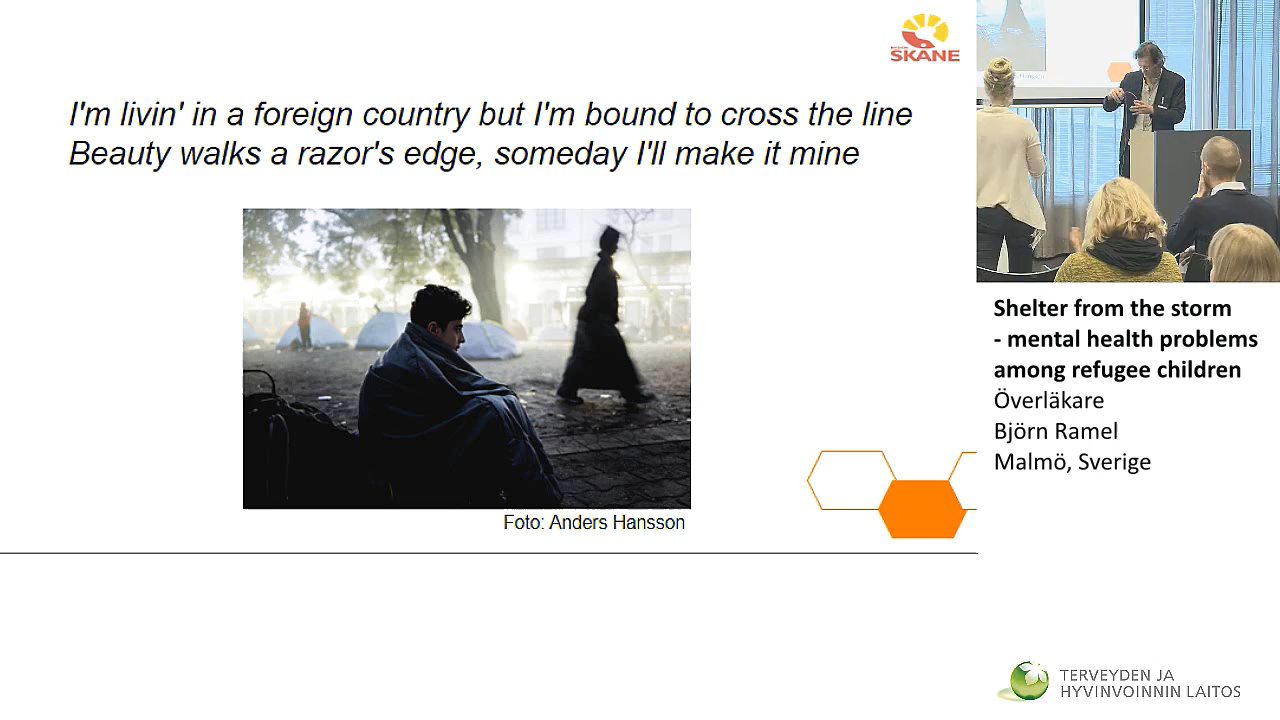 SKÅNE
I'm livin' in a foreign country but I'm bound to cross the line
Beauty walks a razor's edge, someday I'll make it mine
Foto: Anders Hansson
Shelter from the storm
- mental health problems
among refugee children
Överläkare
Björn Ramel
Malmö, Sverige
TERVEYDEN JA
HYVINVOINNIN LAITOS